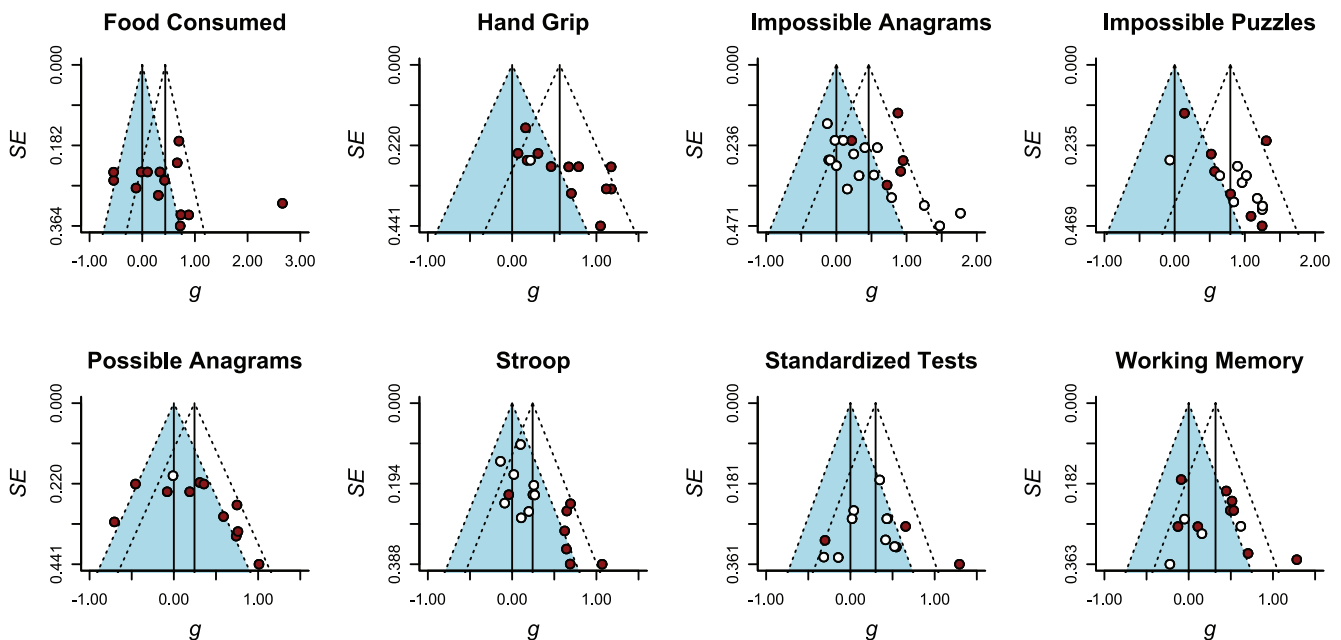 Food Consumed
Hand Grip
Impossible Anagrams
Impossible Puzzles
SE
0.000
0.182
0.364
-1.00 0.00 1.00 2.00 3.00
g
SE
0.000
0.220
0.441
-1.00 0.00 1.00
g
SE
0.000
0.236
0.471
-1.00 0.00 1.00 2.00
g
SE
0.000
0.235
0.469
-1.00 0.00 1.00 2.00
g
Possible Anagrams
Stroop
Standardized Tests
Working Memory
SE
0.000
0.220
0.441
-1.00 0.00 1.00
g
SE
0.000
0.194
0.388
-1.00 0.00 1.00
g
SE
0.000
0.181
0.361
-1.00 0.00 1.00
g
SE
0.000
0.182
0.363
-1.00 0.00 1.00
g